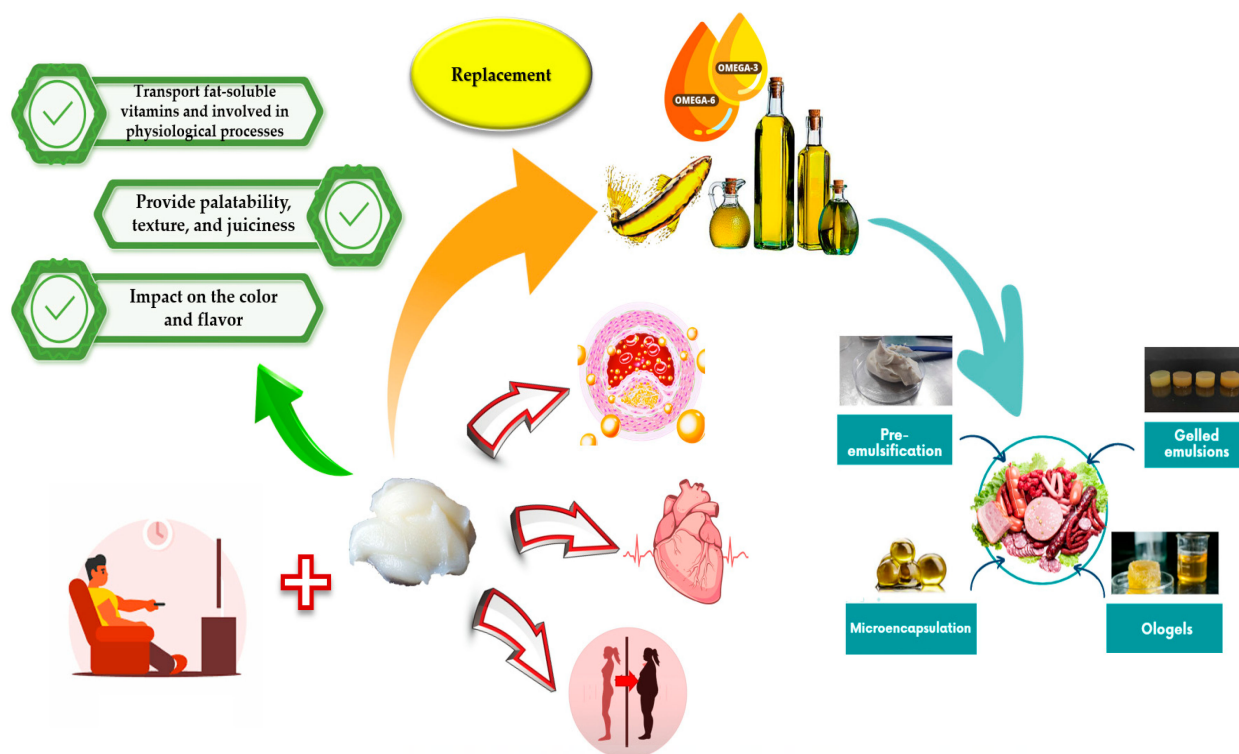 Transport fat-soluble
vitamins and involved in
physiological processes
Provide palatability,
texture, and juiciness
Impact on the color
and flavor
Replacement
OMEGA-3
OMEGA-6
Pre-
emulsification
Gelled
emulsions
Microencapsulation
Ologels